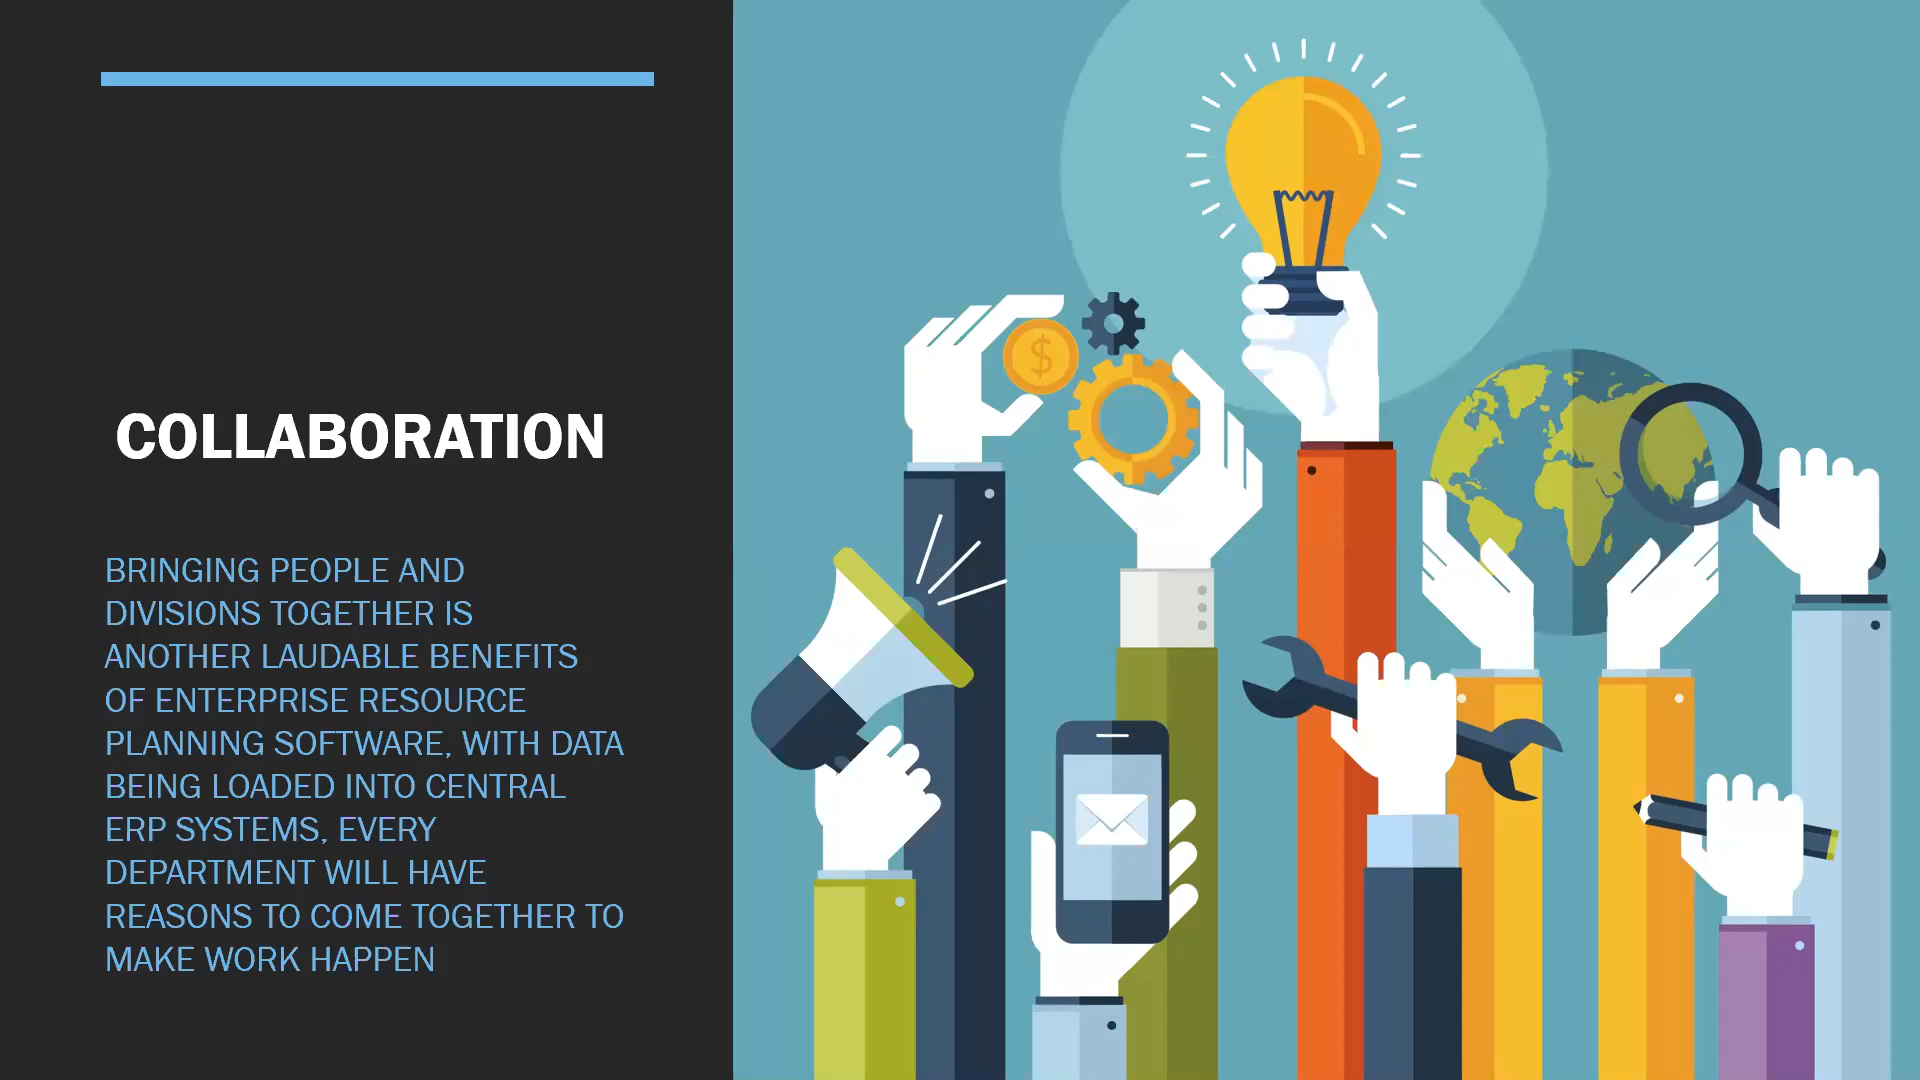 COLLABORATION
BRINGING PEOPLE AND
DIVISIONS TOGETHER IS
ANOTHER LAUDABLE BENEFITS
OF ENTERPRISE RESOURCE
PLANNING SOFTWARE, WITH DATA
BEING LOADED INTO CENTRAL
ERP SYSTEMS, EVERY
DEPARTMENT WILL HAVE
REASONS TO COME TOGETHER TO
MAKE WORK HAPPEN
$